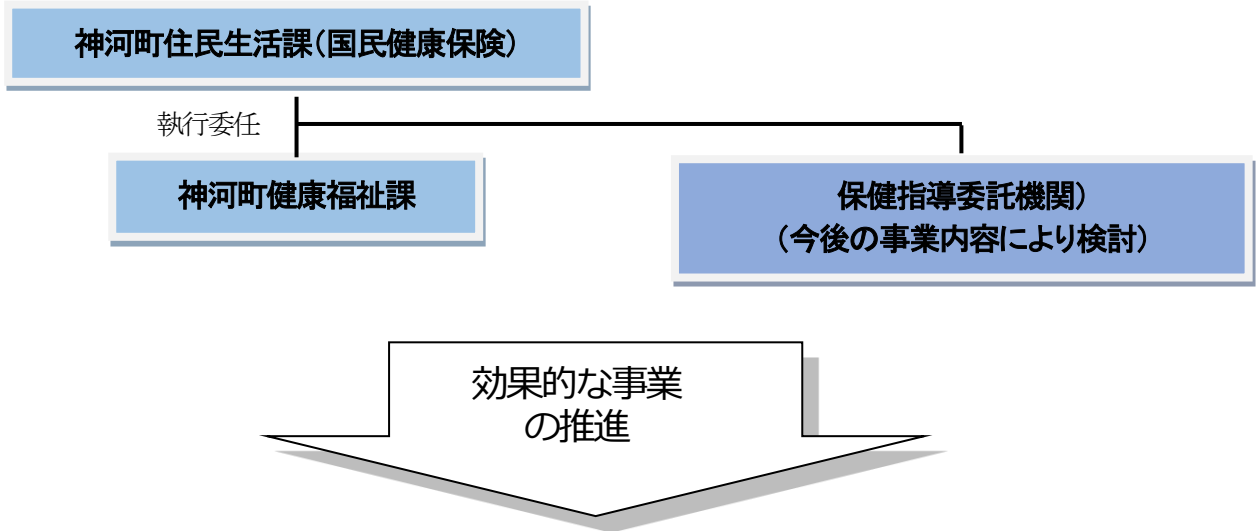 神河町住民生活課（国民健康保険）
執行委任
神河町健康福祉課
保健指導委託機関）
（今後の事業内容により検討）
効果的な事業
の推進